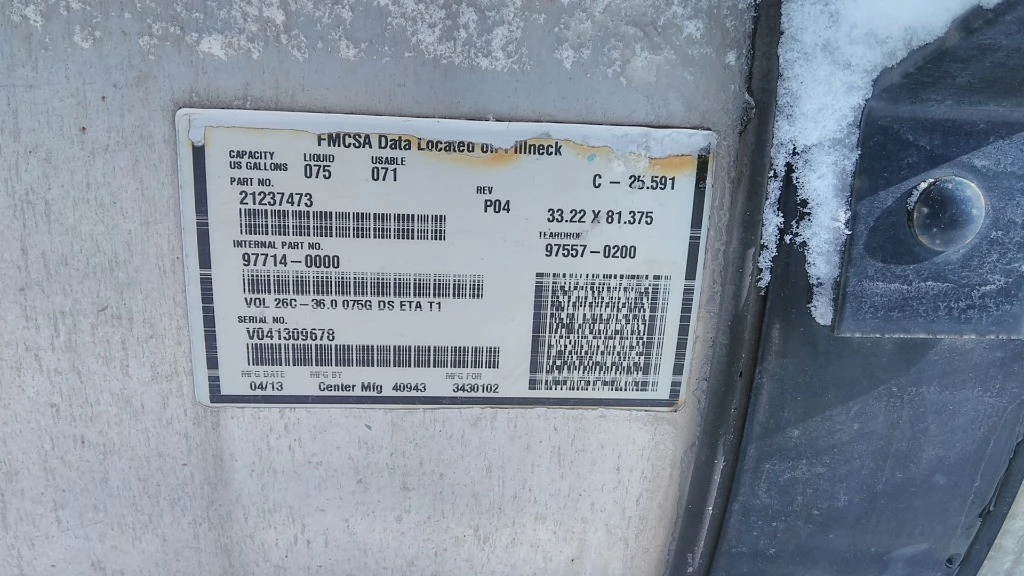 FMCSA Data Located on Fillneck
CAPACITY US GALLONS
LIQUID 075
USABLE 071
C - 25.591
PART NO.
21237473
REV P04
33.22 X 81.375
TEARDROP
97557-0200
INTERNAL PART NO.
97714-0000
VOL 26C-36.0 075G DS ETA T1
SERIAL NO.
V041309678
MFG DATE MFG BY MFG FOR
04/13 Center Mfg 40943 3430102